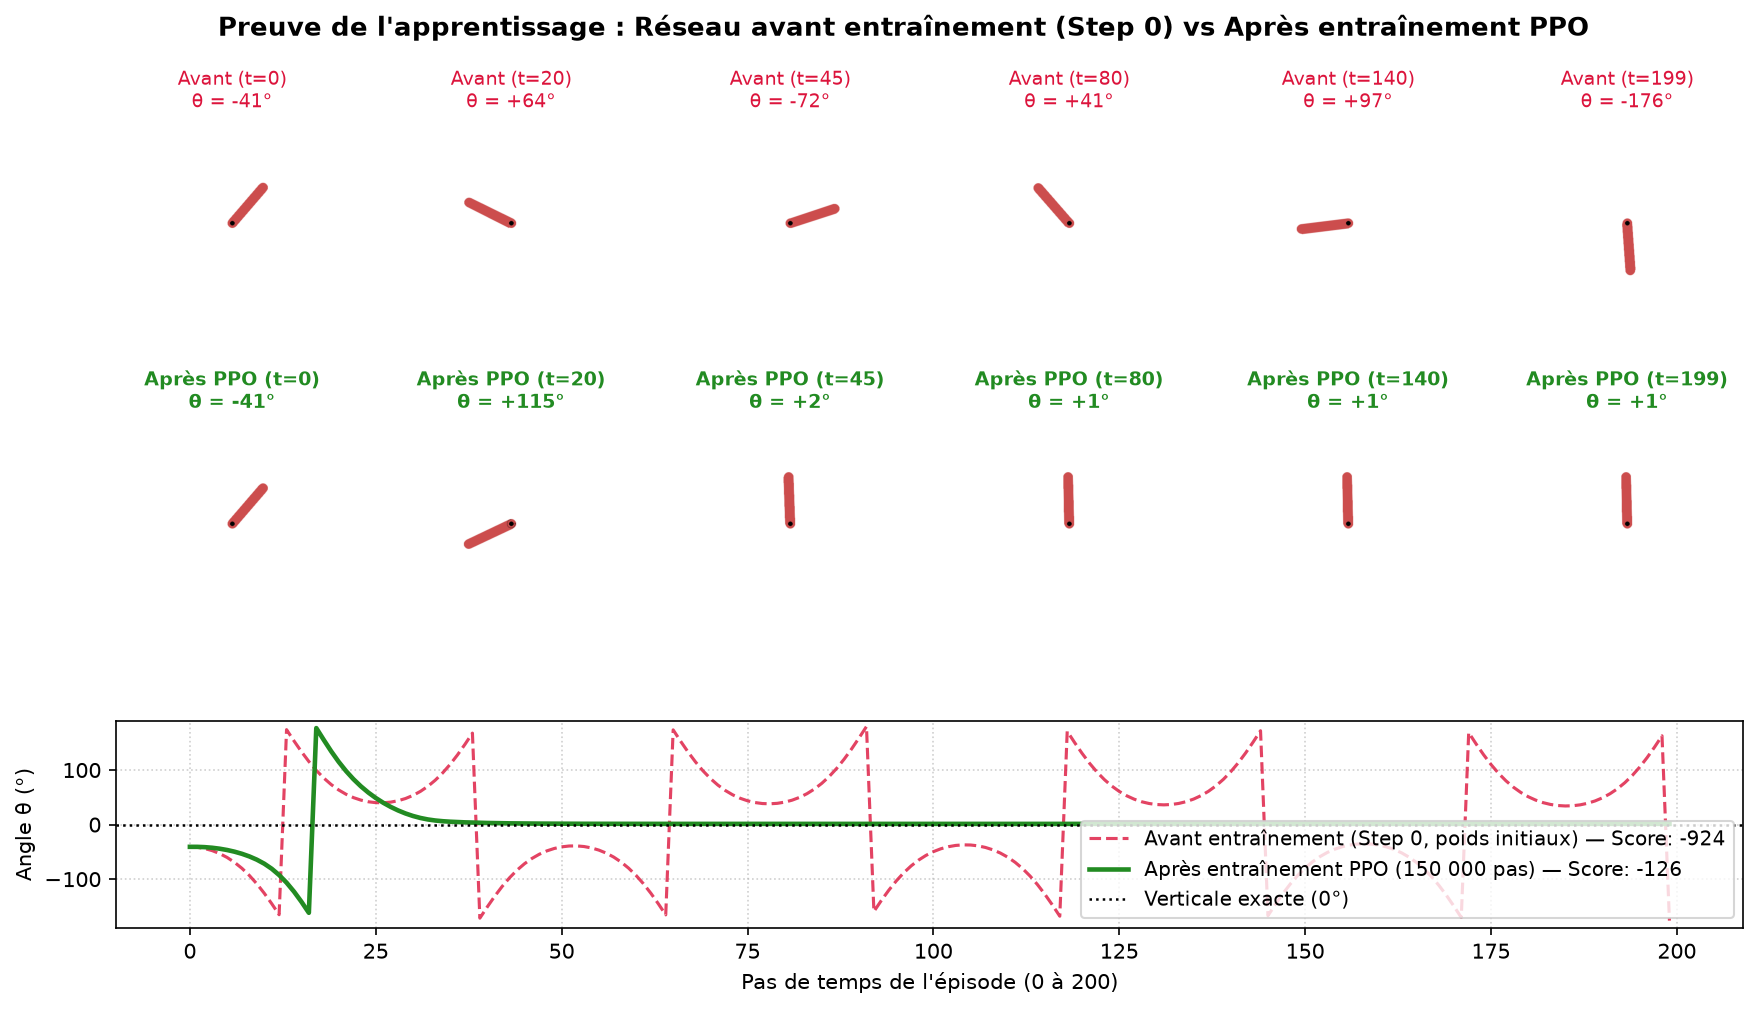 Preuve de l'apprentissage : Réseau avant entraînement (Step 0) vs Après entraînement PPO
Avant (t=0)
θ = -41°
Avant (t=20)
θ = +64°
Avant (t=45)
θ = -72°
Avant (t=80)
θ = +41°
Avant (t=140)
θ = +97°
Avant (t=199)
θ = -176°
Après PPO (t=0)
θ = -41°
Après PPO (t=20)
θ = +115°
Après PPO (t=45)
θ = +2°
Après PPO (t=80)
θ = +1°
Après PPO (t=140)
θ = +1°
Après PPO (t=199)
θ = +1°
Angle θ (°)
100
0
−100
Avant entraînement (Step 0, poids initiaux) — Score: -924
Après entraînement PPO (150 000 pas) — Score: -126
Verticale exacte (0°)
0
25
50
75
100
125
150
175
200
Pas de temps de l'épisode (0 à 200)